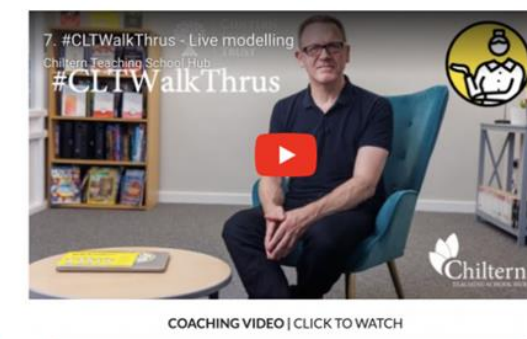 7. #CLTWalkThrus - Live modelling
Chiltern Teaching School Hub
#CLTWalkThrus
Chiltern
COACHING VIDEO | CLICK TO WATCH